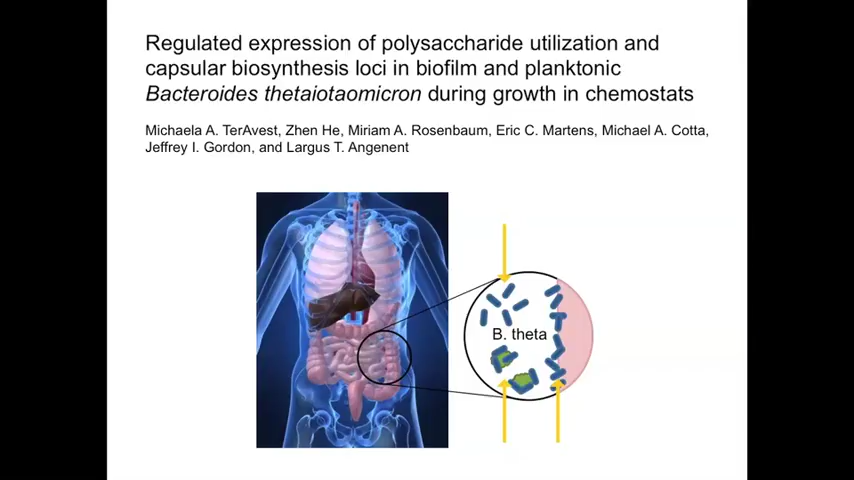 Regulated expression of polysaccharide utilization and
capsular biosynthesis loci in biofilm and planktonic
Bacteroides thetaiotaomicron during growth in chemostats
Michaela A. TerAvest, Zhen He, Miriam A. Rosenbaum, Eric C. Martens, Michael A. Cotta,
Jeffrey I. Gordon, and Largus T. Angenent
B. theta